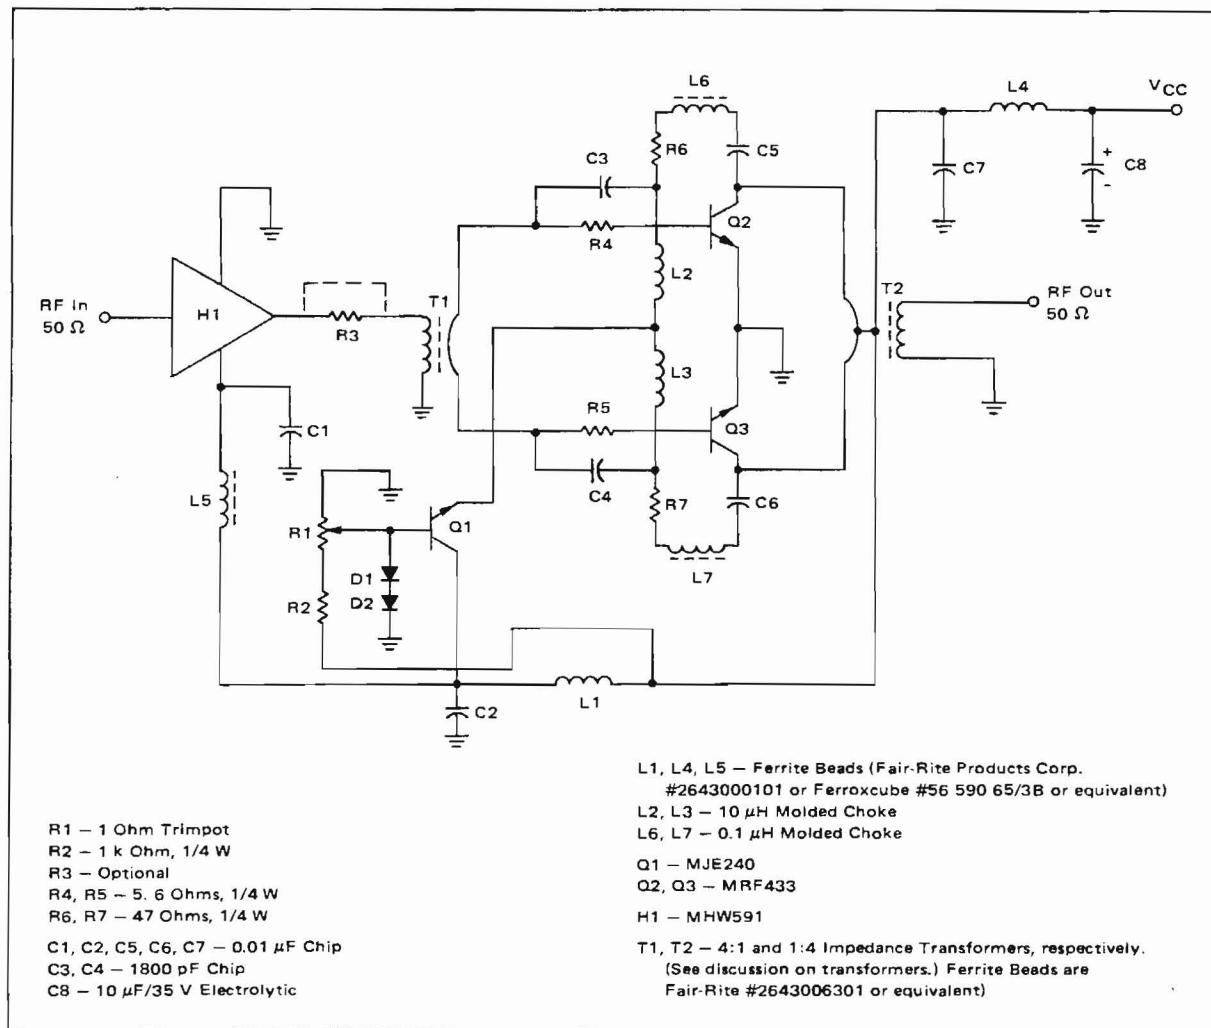 L6
L4
VCC
R6
C5
C3
C7
+
C8
-
Q2
R4
L2
T2
RF In
50 Ω
H1
R3
T1
RF Out
50 Ω
L3
R5
Q3
C1
C4
R7
C6
L5
R1
Q1
L7
D1
R2
D2
L1
C2
R1 – 1 Ohm Trimpot
R2 – 1 k Ohm, 1/4 W
R3 – Optional
R4, R5 – 5. 6 Ohms, 1/4 W
R6, R7 – 47 Ohms, 1/4 W
C1, C2, C5, C6, C7 – 0.01 µF Chip
C3, C4 – 1800 pF Chip
C8 – 10 µF/35 V Electrolytic
L1, L4, L5 – Ferrite Beads (Fair-Rite Products Corp.
#2643000101 or Ferroxcube #56 590 65/3B or equivalent)
L2, L3 – 10 µH Molded Choke
L6, L7 – 0.1 µH Molded Choke
Q1 – MJE240
Q2, Q3 – MRF433
H1 – MHW591
T1, T2 – 4:1 and 1:4 Impedance Transformers, respectively.
(See discussion on transformers.) Ferrite Beads are
Fair-Rite #2643006301 or equivalent)